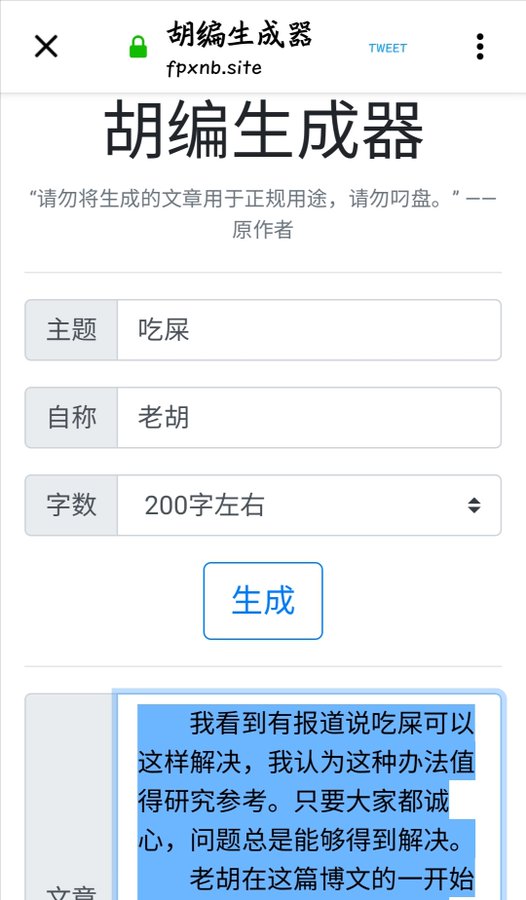 胡编生成器
fpxnb.site
TWEET
胡编生成器
“请勿将生成的文章用于正规用途，请勿叼盘。” ——
原作者
主题
吃屎
自称
老胡
字数
200字左右
生成
我看到有报道说吃屎可以
这样解决，我认为这种办法值
得研究参考。只要大家都诚
心，问题总是能够得到解决。
老胡在这篇博文的一开始
文章